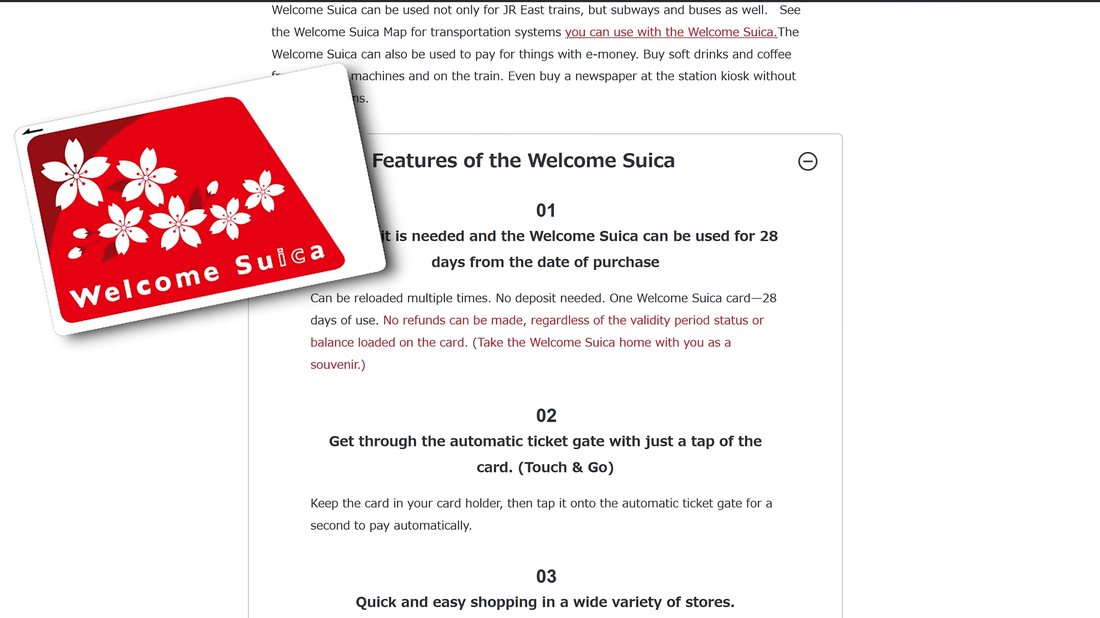 Welcome Suica can be used not only for JR East trains, but subways and buses as well. See
the Welcome Suica Map for transportation systems you can use with the Welcome Suica.The
Welcome Suica can also be used to pay for things with e-money. Buy soft drinks and coffee
machines and on the train. Even buy a newspaper at the station kiosk without
Welcome Suica
Features of the Welcome Suica
01
it is needed and the Welcome Suica can be used for 28
days from the date of purchase
Can be reloaded multiple times. No deposit needed. One Welcome Suica card—28
days of use. No refunds can be made, regardless of the validity period status or
balance loaded on the card. (Take the Welcome Suica home with you as a
souvenir.)
02
Get through the automatic ticket gate with just a tap of the
card. (Touch & Go)
Keep the card in your card holder, then tap it onto the automatic ticket gate for a
second to pay automatically.
03
Quick and easy shopping in a wide variety of stores.